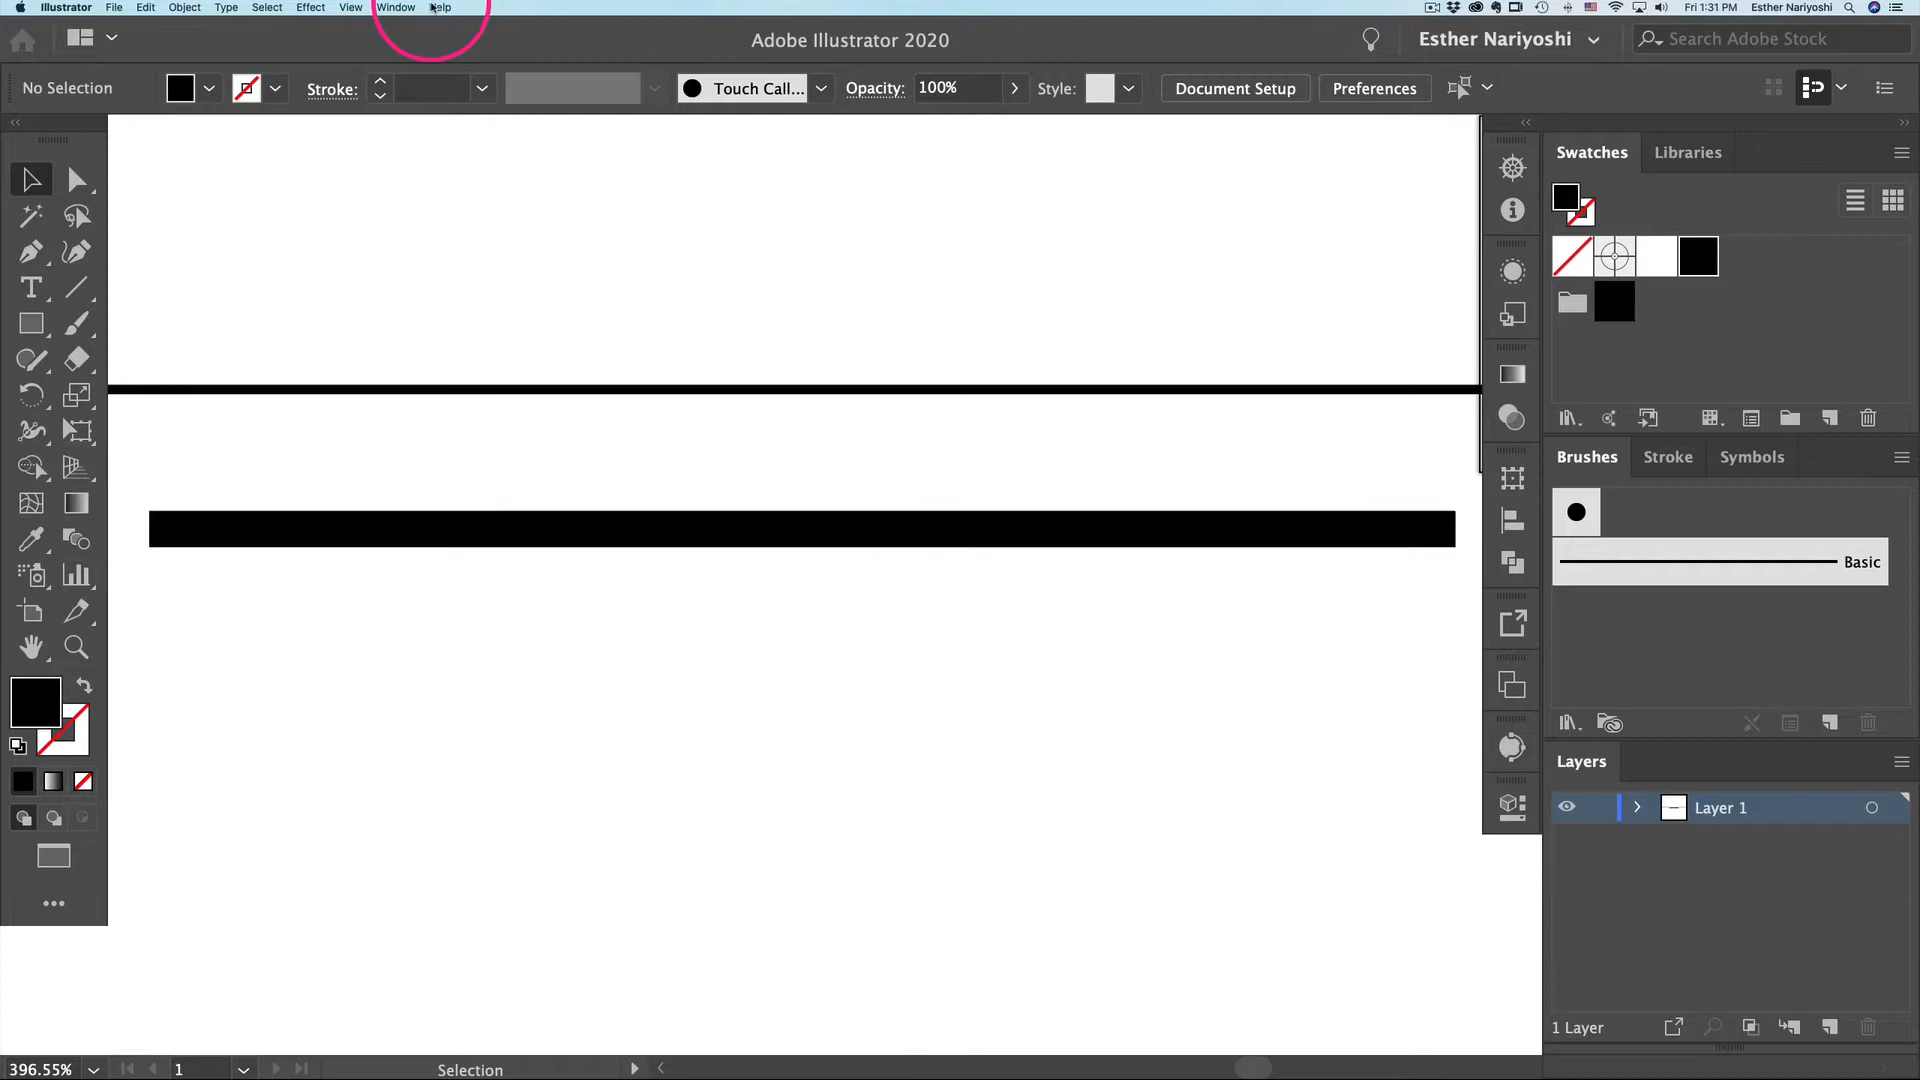 Illustrator File Edit Object Type Select Effect View Window Help Fri 1:31 PM Esther Nariyoshi
Adobe Illustrator 2020 Esther Nariyoshi Search Adobe Stock
No Selection Stroke: Touch Call... Opacity: 100% Style: Document Setup Preferences
Swatches Libraries
Brushes Stroke Symbols
Basic
Layers
Layer 1
1 Layer
396.55% 1 Selection